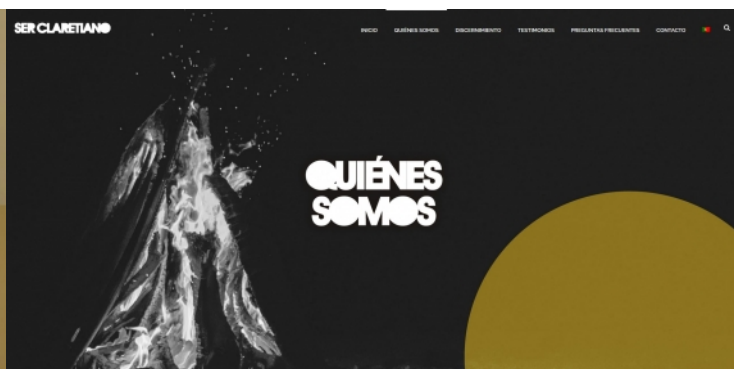 SER CLARETIANO
INICIO QUIÉNES SOMOS DISCERNIMIENTO TESTIMONIOS PREGUNTAS FRECUENTES CONTACTO
QUIÉNES
SOMOS